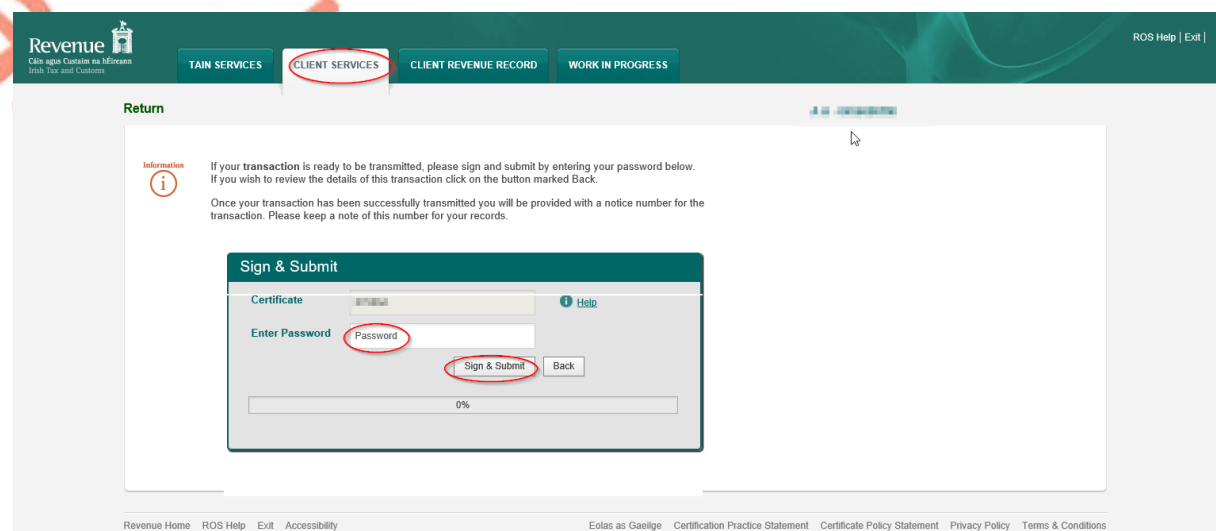 Revenue
Cáin agus Custaim na hÉireann
Irish Tax and Customs
TAIN SERVICES
CLIENT SERVICES
CLIENT REVENUE RECORD
WORK IN PROGRESS
ROS Help | Exit |
Return
Information
i
If your transaction is ready to be transmitted, please sign and submit by entering your password below.
If you wish to review the details of this transaction click on the button marked Back.
Once your transaction has been successfully transmitted you will be provided with a notice number for the
transaction. Please keep a note of this number for your records.
Sign & Submit
Certificate
i Help
Enter Password
Password
Sign & Submit
Back
0%
Revenue Home ROS Help Exit Accessibility
Eolas as Gaeilge Certification Practice Statement Certificate Policy Statement Privacy Policy Terms & Conditions